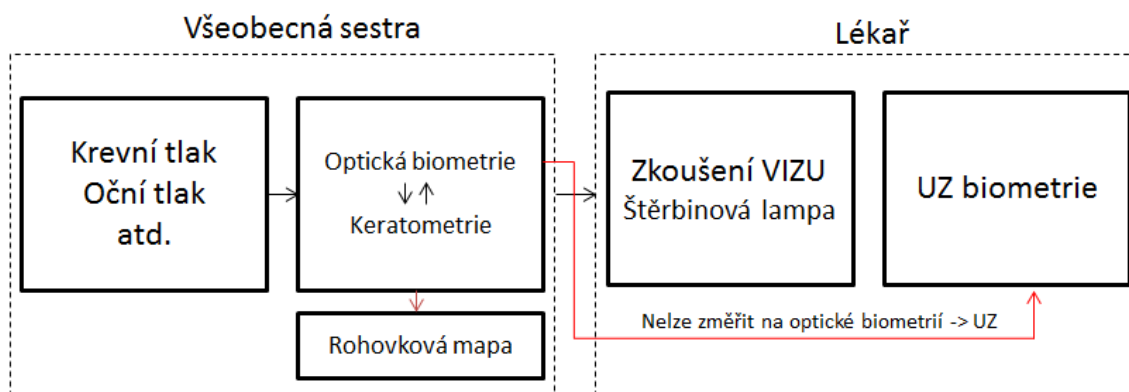 Všeobecná sestra
Krevní tlak
Oční tlak
atd.
Optická biometrie
Keratometrie
Rohovková mapa
Lékař
Zkoušení VIZU
Štěrbinová lampa
UZ biometrie
Nelze změřit na optické biometrií -> UZ